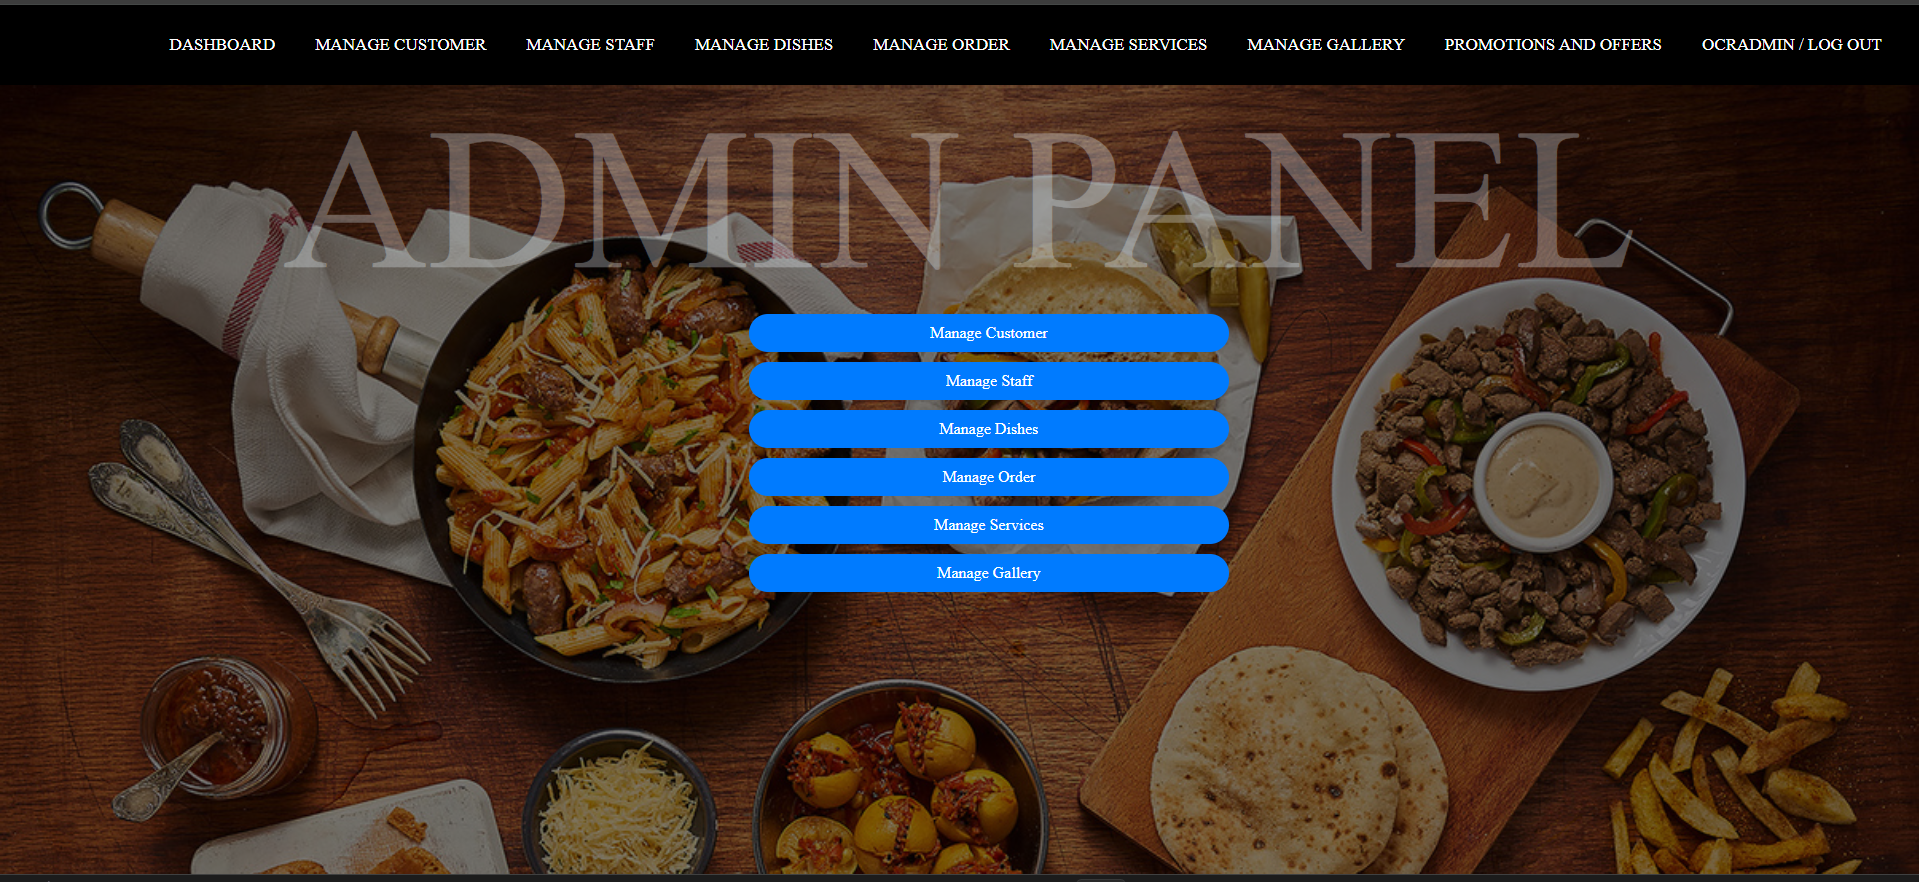 DASHBOARD MANAGE CUSTOMER MANAGE STAFF MANAGE DISHES MANAGE ORDER MANAGE SERVICES MANAGE GALLERY PROMOTIONS AND OFFERS OCRADMIN / LOG OUT
ADMIN PANEL
Manage Customer
Manage Staff
Manage Dishes
Manage Order
Manage Services
Manage Gallery